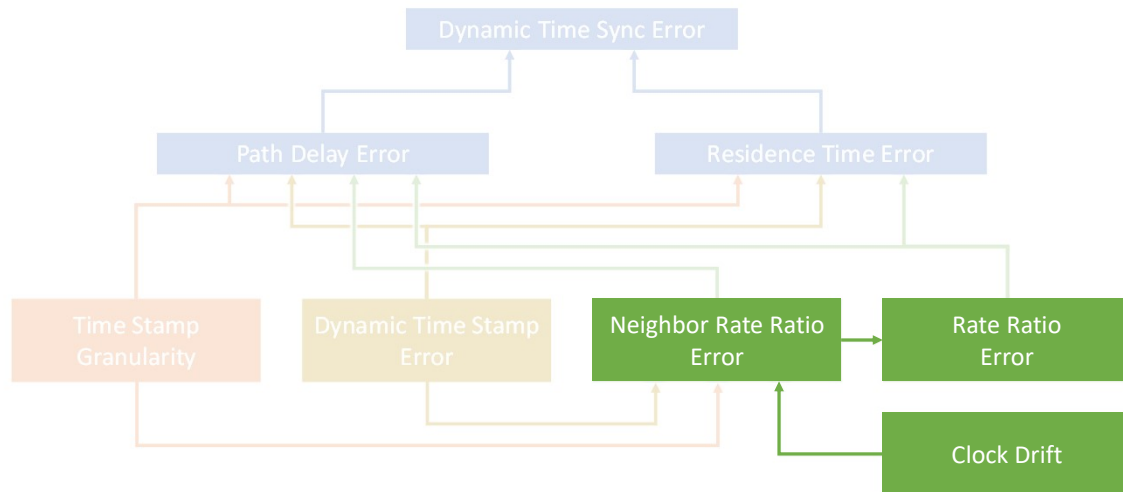 Dynamic Time Sync Error
Path Delay Error
Residence Time Error
Time Stamp
Granularity
Dynamic Time Stamp
Error
Neighbor Rate Ratio
Error
Rate Ratio
Error
Clock Drift